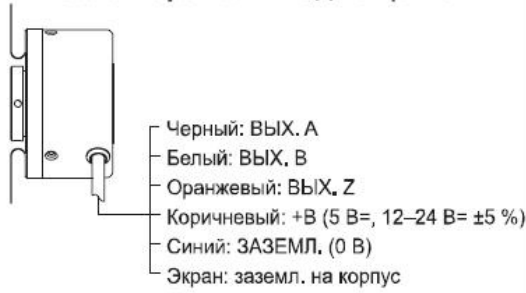 Черный: ВЫХ. A
Белый: ВЫХ. B
Оранжевый: ВЫХ. Z
Коричневый: +В (5 В=, 12–24 В= ±5 %)
Синий: ЗАЗЕМЛ. (0 В)
Экран: заземл. на корпус